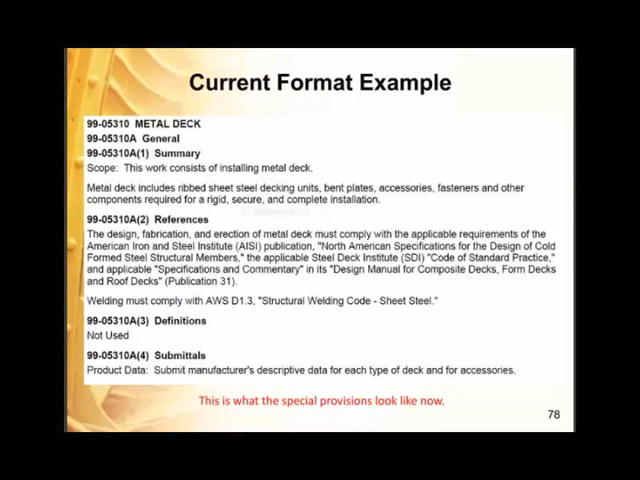 Current Format Example
99-05310 METAL DECK
99-05310A General
99-05310A(1) Summary
Scope: This work consists of installing metal deck.
Metal deck includes ribbed sheet steel decking units, bent plates, accessories, fasteners and other
components required for a rigid, secure, and complete installation.
99-05310A(2) References
The design, fabrication, and erection of metal deck must comply with the applicable requirements of the
American Iron and Steel Institute (AISI) publication, "North American Specifications for the Design of Cold
Formed Steel Structural Members," the applicable Steel Deck Institute (SDI) "Code of Standard Practice,"
and applicable "Specifications and Commentary" in its "Design Manual for Composite Decks, Form Decks
and Roof Decks" (Publication 31).
Welding must comply with AWS D1.3, "Structural Welding Code - Sheet Steel."
99-05310A(3) Definitions
Not Used
99-05310A(4) Submittals
Product Data: Submit manufacturer's descriptive data for each type of deck and for accessories.
This is what the special provisions look like now.
78